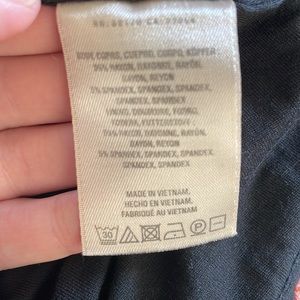 BODY, CORPS, CUERPO, CORPO, KÖPFER
95% RAYON, RAYONNE, RAYÓN,
RAYON, REYON
5% SPANDEX, SPANDEX, SPANDEX,
SPANDEX, SPANDEX
95% RAYON, RAYONNE, RAYÓN,
RAYON, REYON
5% SPANDEX, SPANDEX, SPANDEX,
SPANDEX, SPANDEX
MADE IN VIETNAM.
HECHO EN VIETNAM.
FABRIQUÉ AU VIETNAM.
30
P